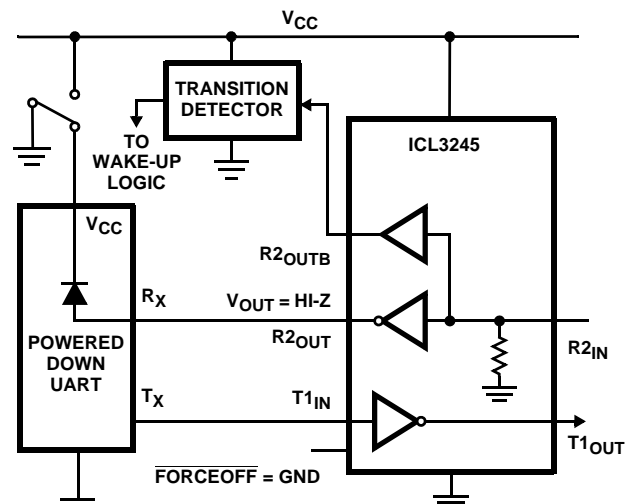 VCC
TRANSITION
DETECTOR
TO
WAKE-UP
LOGIC
ICL3245
VCC
R2OUTB
RX
VOUT = HI-Z
R2OUT
R2IN
POWERED
DOWN
UART
TX
T1IN
T1OUT
FORCEOFF = GND